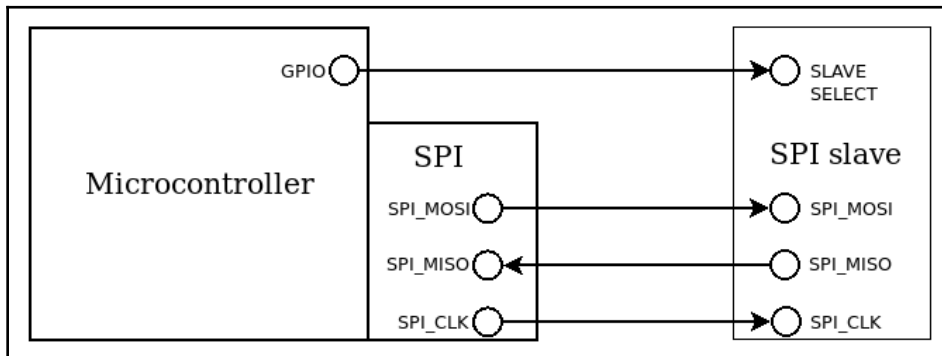 GPIO
SLAVE
SELECT
Microcontroller
SPI
SPI slave
SPI_MOSI
SPI_MOSI
SPI_MISO
SPI_MISO
SPI_CLK
SPI_CLK